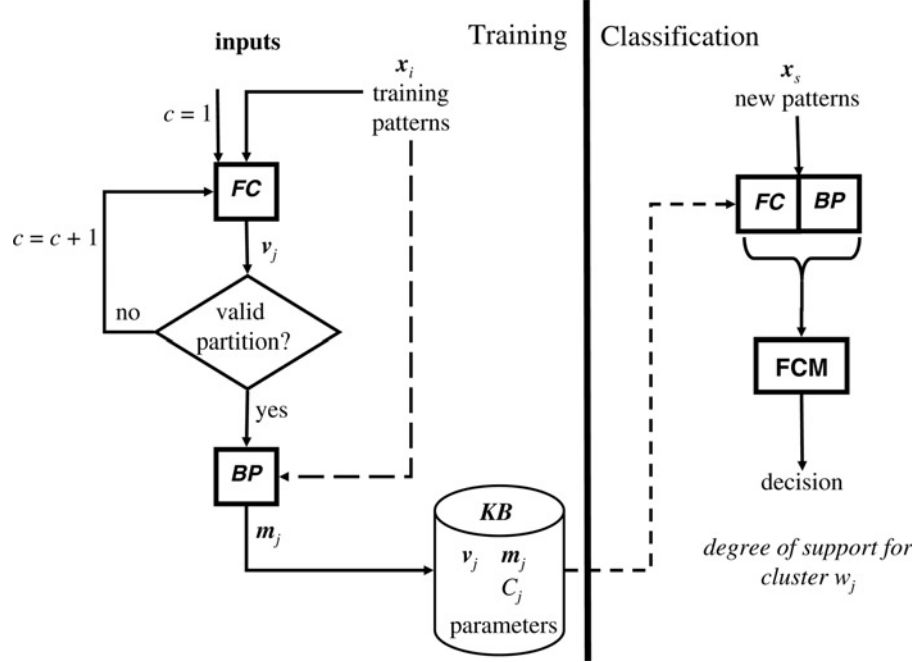 inputs
Training
Classification
x_i
training
patterns
c = 1
FC
v_j
c = c + 1
no
valid
partition?
yes
BP
m_j
KB
v_j m_j
C_j
parameters
x_s
new patterns
FC BP
FCM
decision
degree of support for
cluster w_j